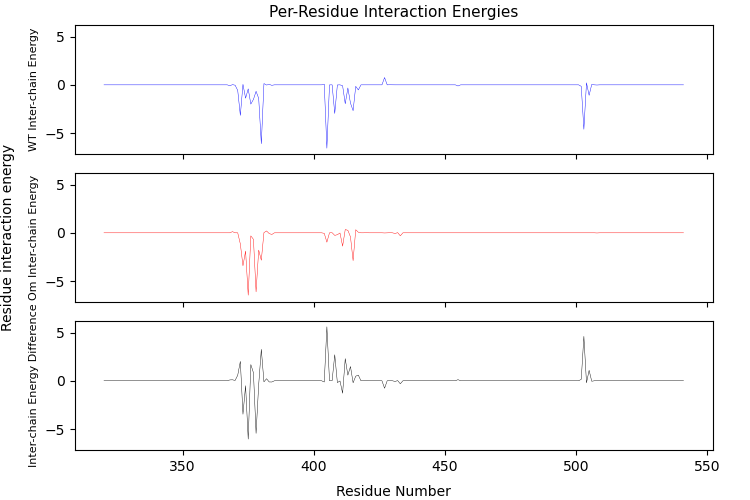 Per-Residue Interaction Energies
Residue interaction energy
WT Inter-chain Energy
5
0
−5
Om Inter-chain Energy
5
0
−5
Inter-chain Energy Difference
5
0
−5
350
400
450
500
550
Residue Number